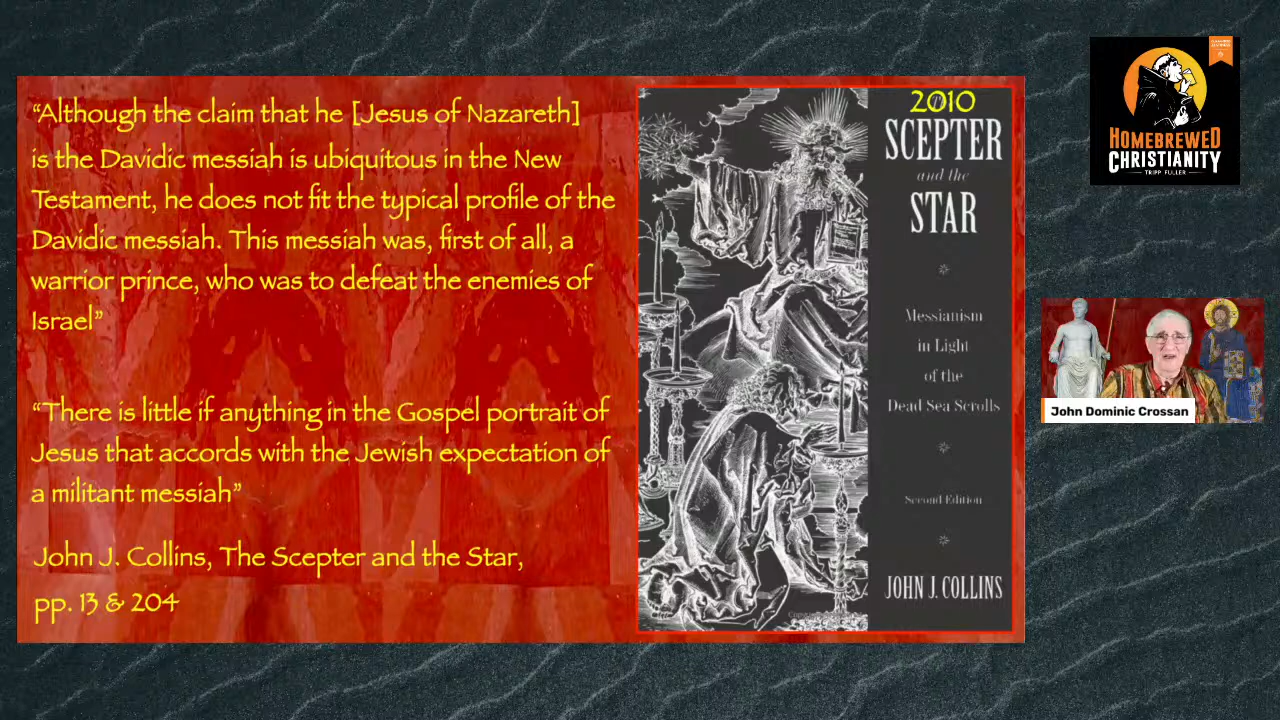 “Although the claim that he [Jesus of Nazareth]
is the Davidic messiah is ubiquitous in the New
Testament, he does not fit the typical profile of the
Davidic messiah. This messiah was, first of all, a
warrior prince, who was to defeat the enemies of
Israel”
“There is little if anything in the Gospel portrait of
Jesus that accords with the Jewish expectation of
a militant messiah”
John J. Collins, The Scepter and the Star,
pp. 13 & 204
2010
SCEPTER
and the
STAR
Messianism
in Light
of the
Dead Sea Scrolls
Second Edition
JOHN J. COLLINS
HOMEBREWED
CHRISTIANITY
TRIPP FULLER
John Dominic Crossan